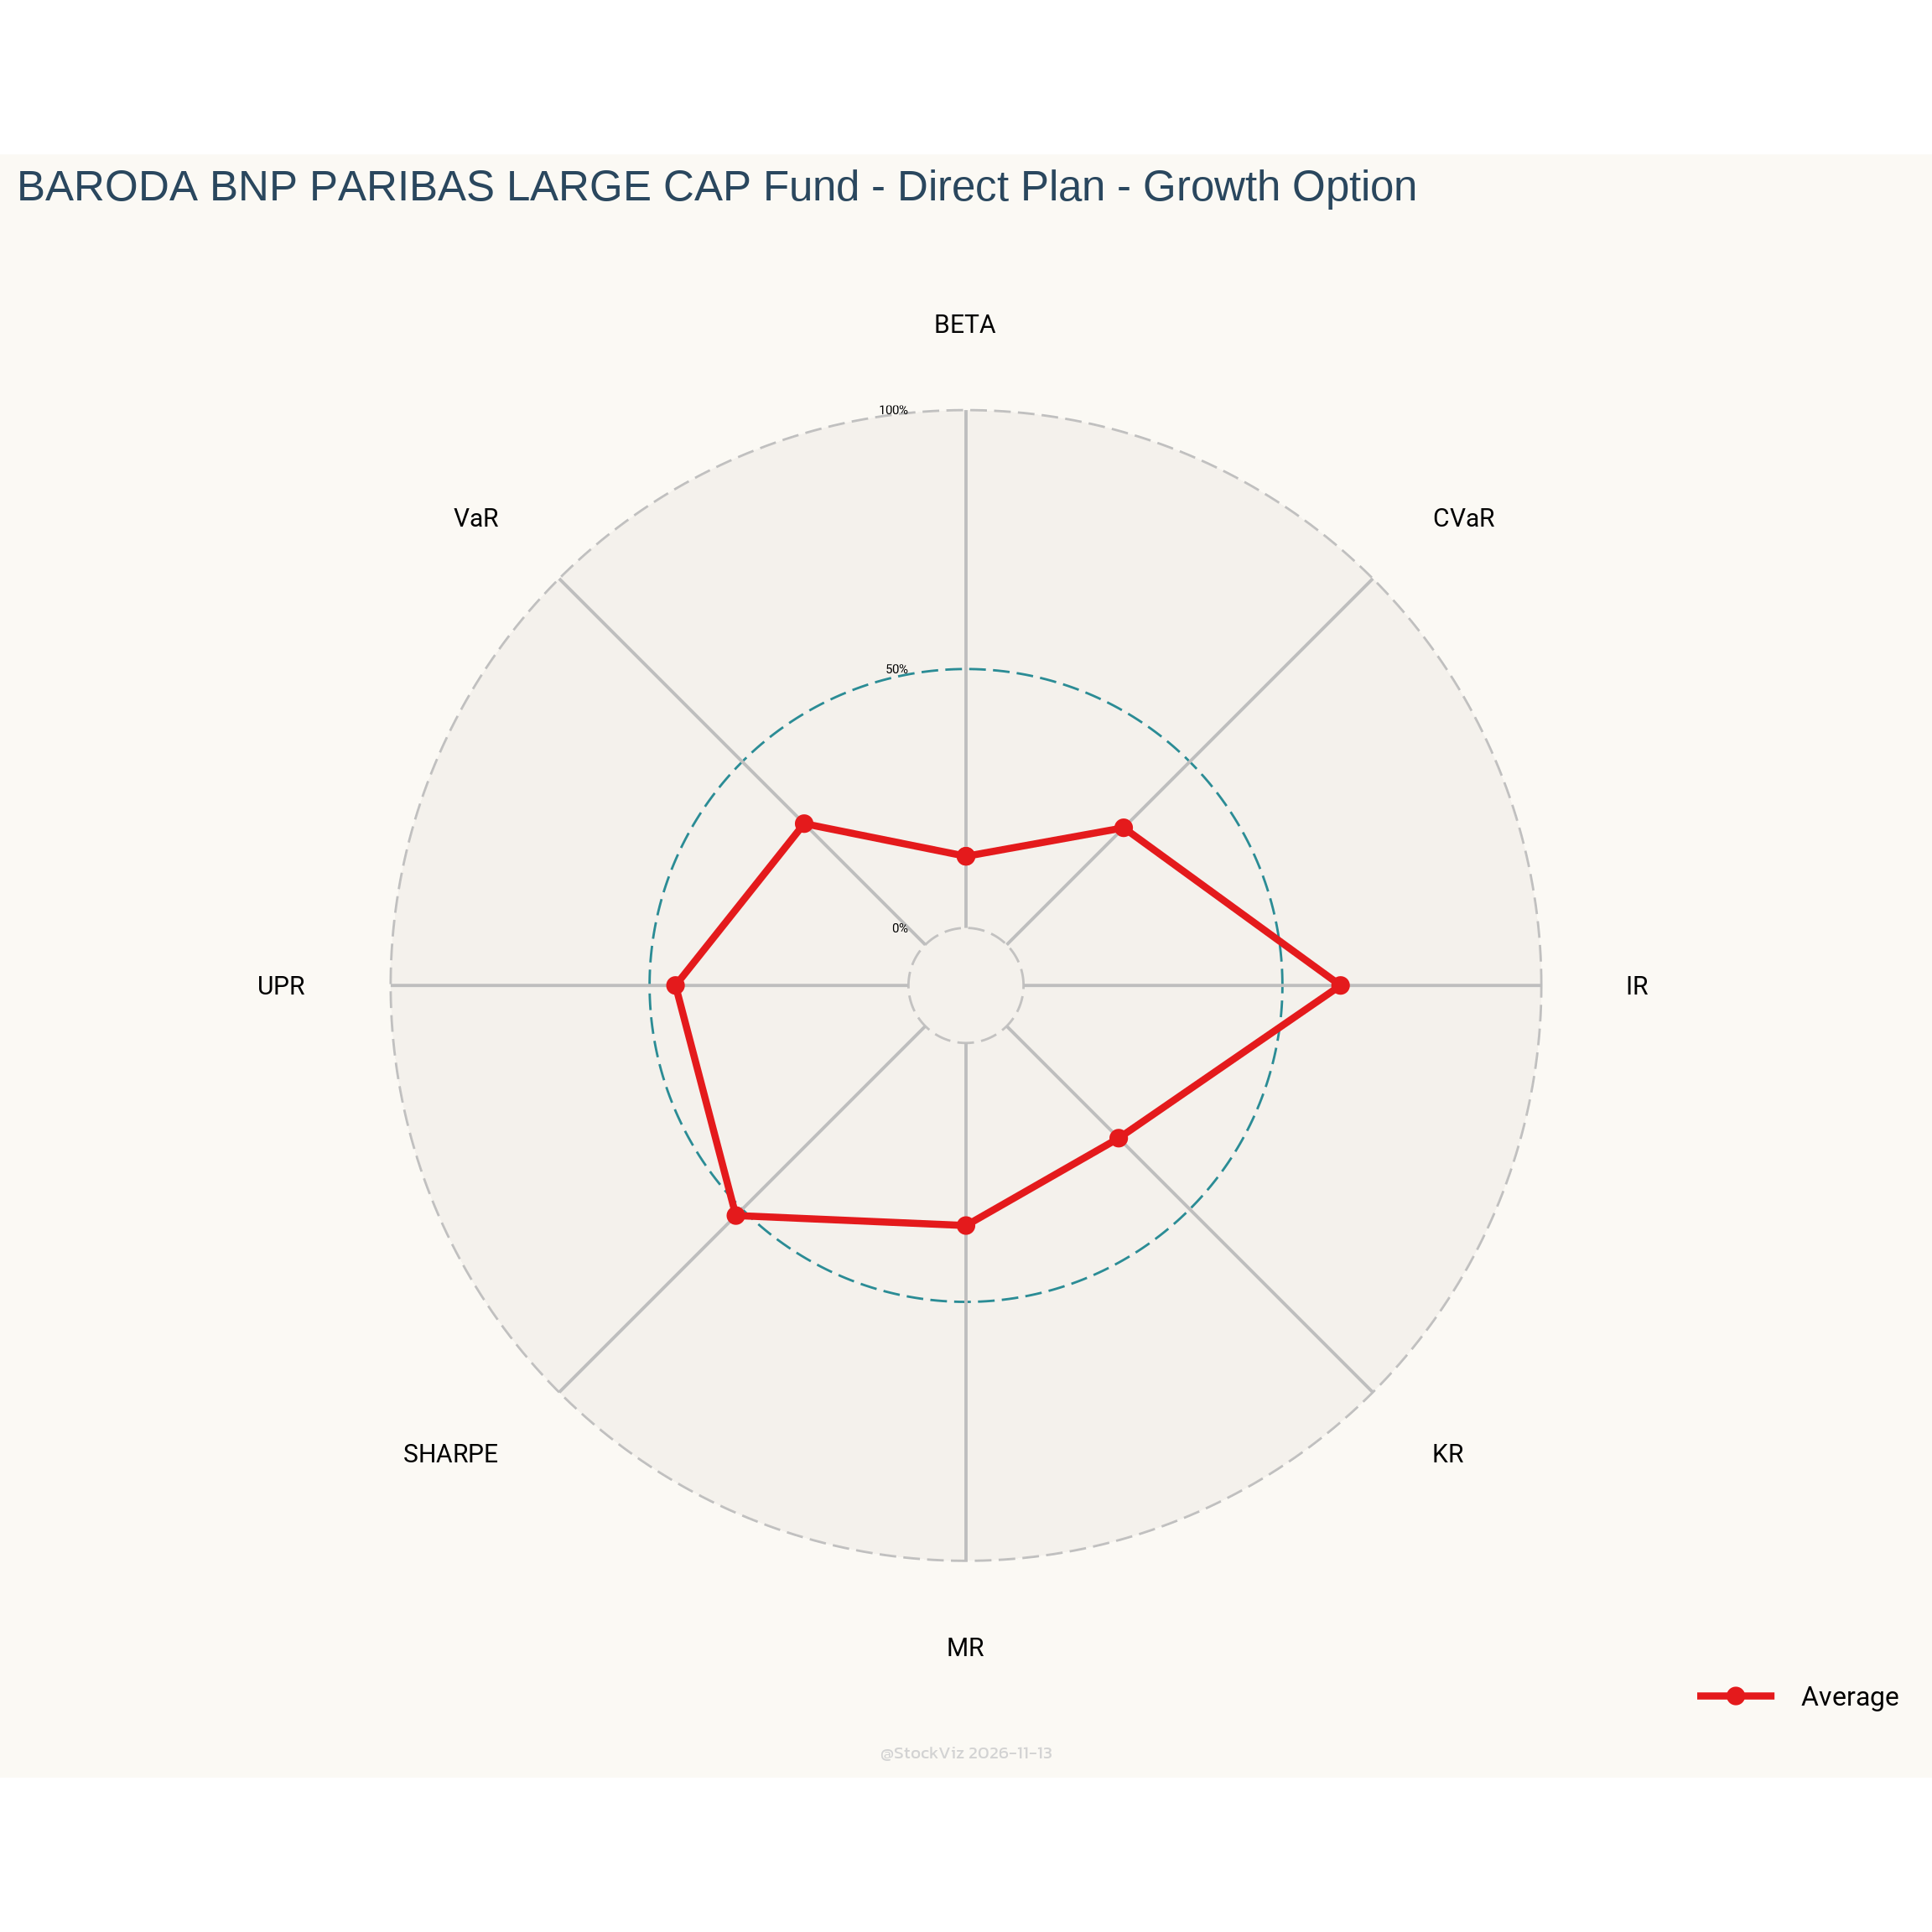 BARODA BNP PARIBAS LARGE CAP Fund - Direct Plan - Growth Option
BETA
100%
VaR
CVaR
50%
0%
UPR
IR
SHARPE
KR
MR
Average
@StockViz 2026-11-13